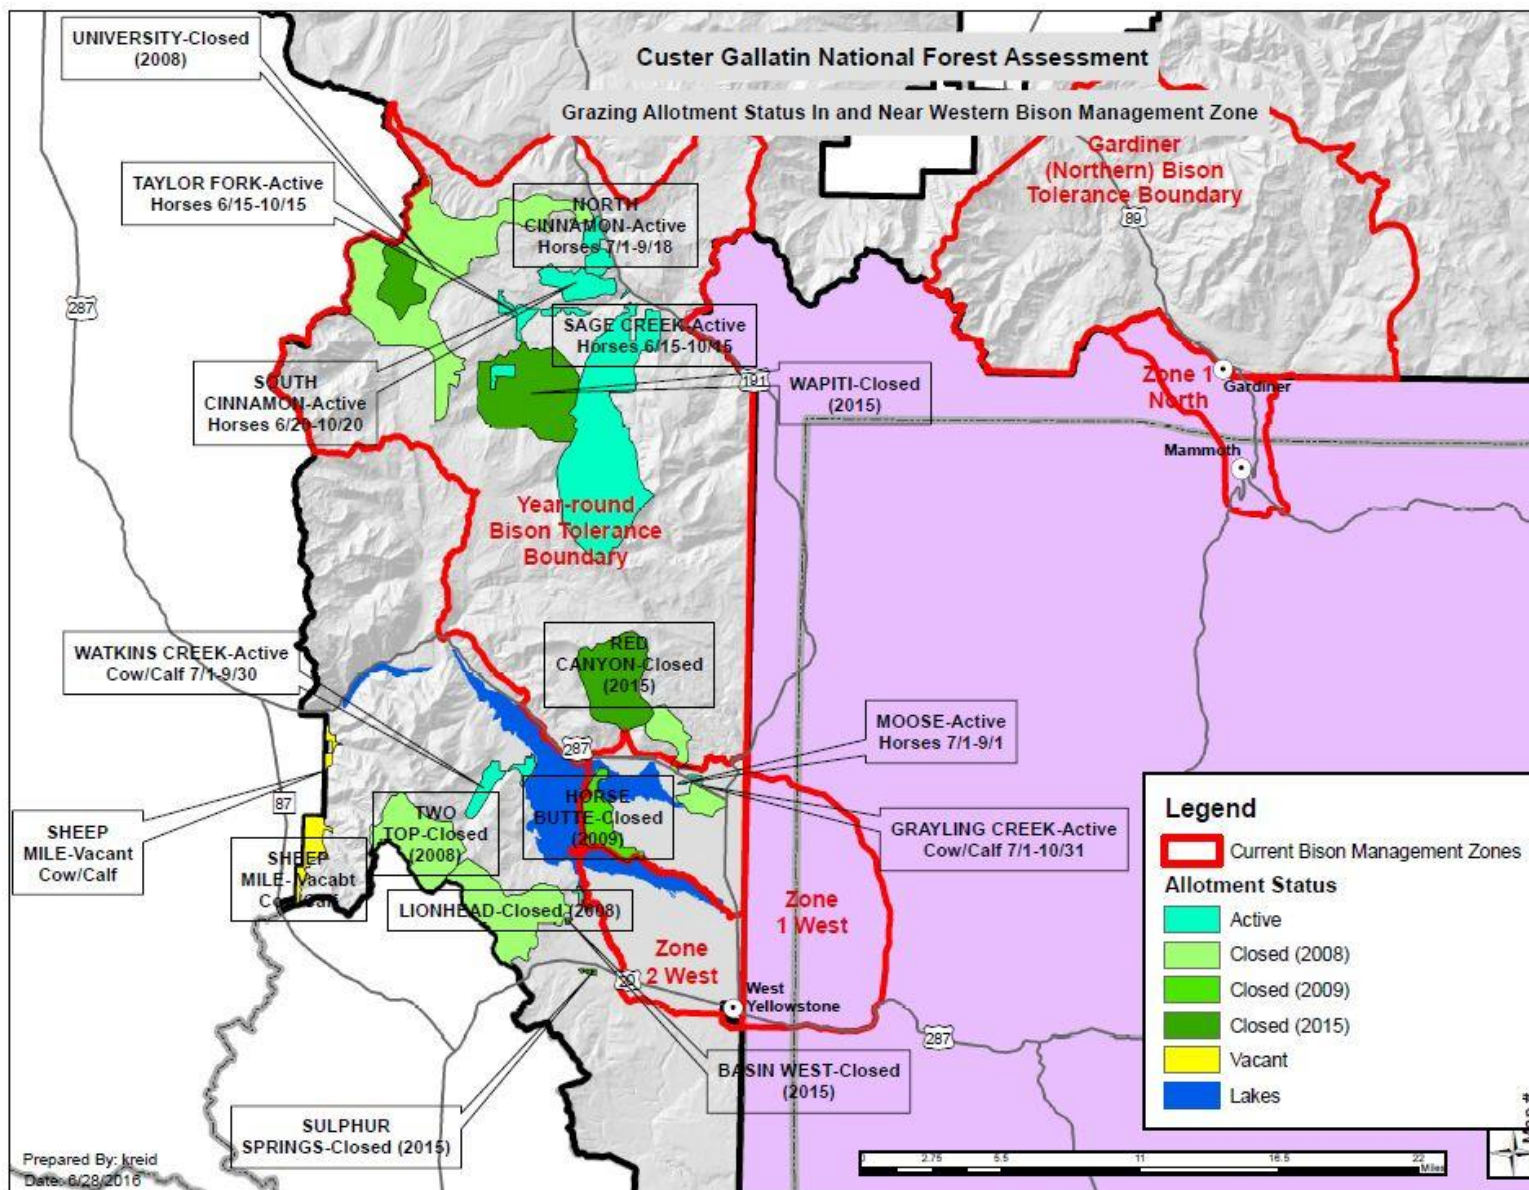 Custer Gallatin National Forest Assessment
Grazing Allotment Status In and Near Western Bison Management Zone
UNIVERSITY-Closed
(2008)
TAYLOR FORK-Active
Horses 6/15-10/15
NORTH
CINNAMON-Active
Horses 7/1-9/18
Gardiner
(Northern) Bison
Tolerance Boundary
89
287
SAGE CREEK-Active
Horses 6/15-10/15
SOUTH
CINNAMON-Active
Horses 6/20-10/20
191
WAPITI-Closed
(2015)
Zone 1
North
Gardiner
Mammoth
Year-round
Bison Tolerance
Boundary
WATKINS CREEK-Active
Cow/Calf 7/1-9/30
RED
CANYON-Closed
(2015)
MOOSE-Active
Horses 7/1-9/1
287
87
SHEEP
MILE-Vacant
Cow/Calf
SHEEP
MILE- Vacabt
Cow/Calf
TWO
TOP-Closed
(2008)
HORSE
BUTTE-Closed
(2009)
GRAYLING CREEK-Active
Cow/Calf 7/1-10/31
LIONHEAD-Closed (2008)
Zone
1 West
Zone
2 West
20
West
Yellowstone
287
BASIN WEST-Closed
(2015)
SULPHUR
SPRINGS-Closed (2015)
Legend
Current Bison Management Zones
Allotment Status
Active
Closed (2008)
Closed (2009)
Closed (2015)
Vacant
Lakes
0 2.75 5.5 11 16.5 22
Miles
Prepared By: kreid
Date: 6/28/2016